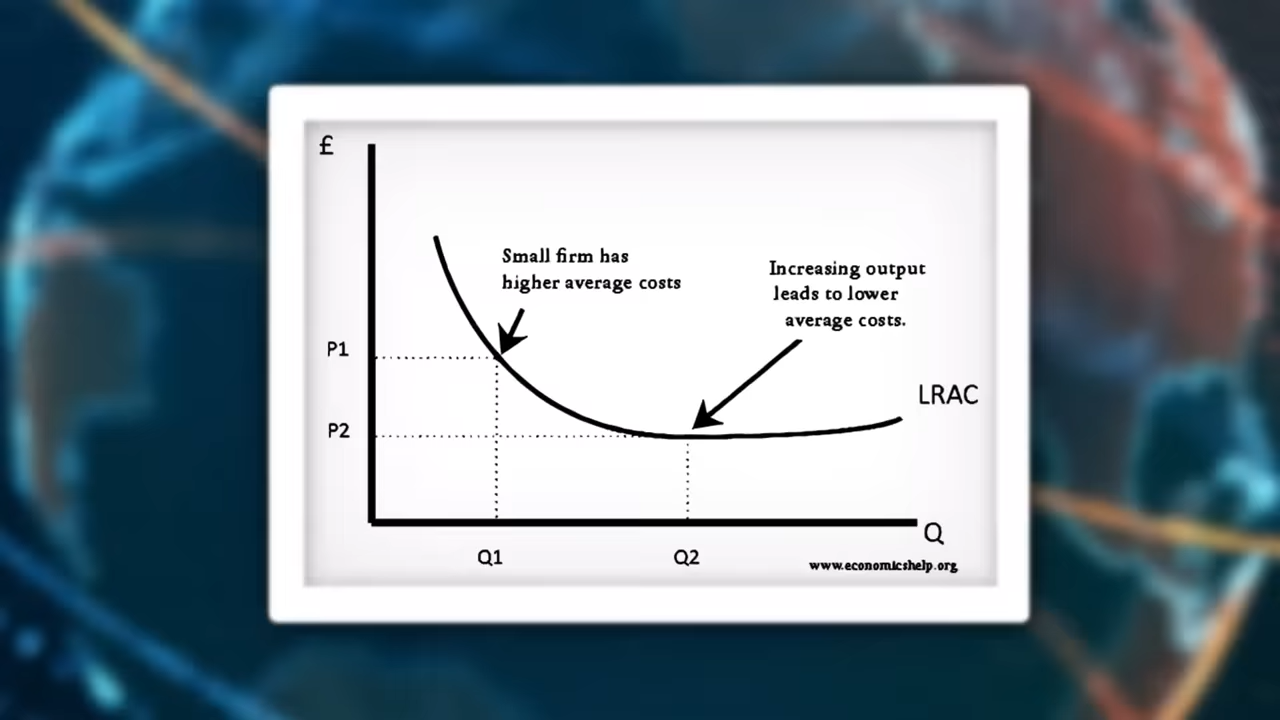 £
Small firm has
higher average costs
Increasing output
leads to lower
average costs.
P1
LRAC
P2
Q
Q1
Q2
www.economicshelp.org